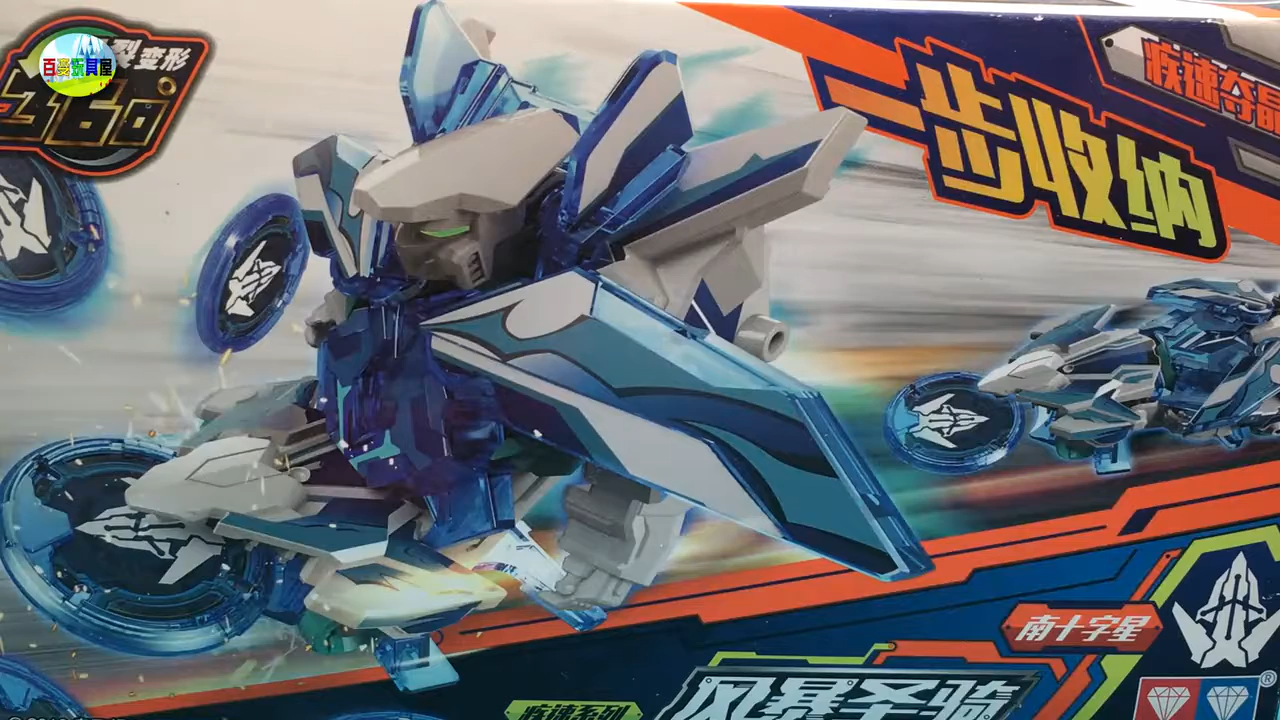 裂变形
百变玩具屋
360°
疾速夺晶
一步收纳
南十字星
疾速系列
风暴圣骑
®